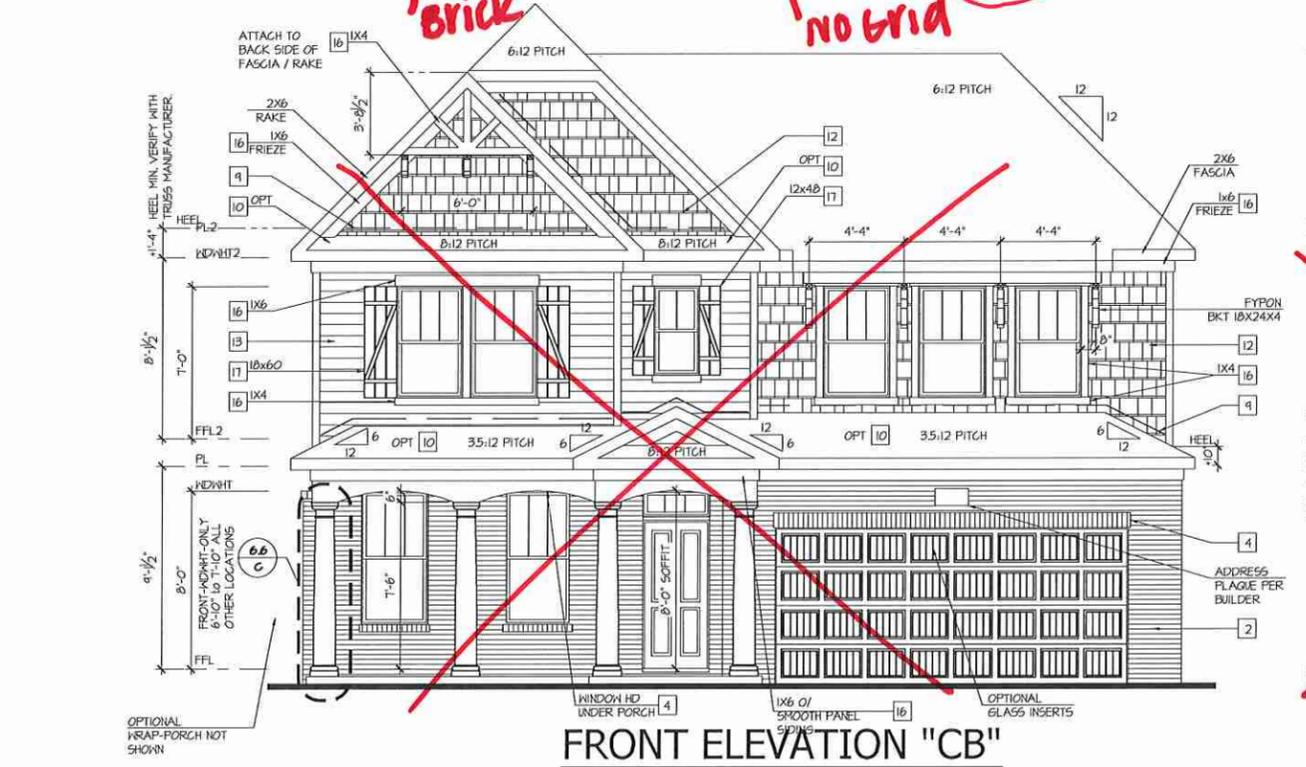 Brick
NO Grid
ATTACH TO
BACK SIDE OF
FASCIA / RAKE
16 1X4
6:12 PITCH
6:12 PITCH
12
12
3'-8½"
HEEL MIN. VERIFY WITH
TRUSS MANUFACTURER.
2X6
RAKE
16 1X6
FRIEZE
9
10 OPT
12
OPT 10
12x48 17
2X6
FASCIA
1x6 16
FRIEZE
6'-0"
HEEL
PL2
+1'-4"
WDWHT2
8:12 PITCH
8:12 PITCH
4'-4"
4'-4"
4'-4"
16 1X6
13
17 18x60
16 1X4
8'-1½"
7'-0"
FYPON
BKT 18X24X4
8"
12
1X4
16
9
FFL2
6
12
OPT 10
3.5:12 PITCH
12
6
12
6
OPT 10
3.5:12 PITCH
6
12
HEEL
+10"
PL
8:12 PITCH
WDWHT
9'-1½"
8'-0"
FRONT-WDWHT-ONLY
6'-10" to 7'-10" ALL
OTHER LOCATIONS
6.6
C
6"
7'-6"
8'-0" SOFFIT
4
ADDRESS
PLAQUE PER
BUILDER
2
FFL
OPTIONAL
WRAP-PORCH NOT
SHOWN
WINDOW HD
UNDER PORCH 4
1X6 O/
SMOOTH PANEL
SIDING
16
OPTIONAL
GLASS INSERTS
FRONT ELEVATION "CB"